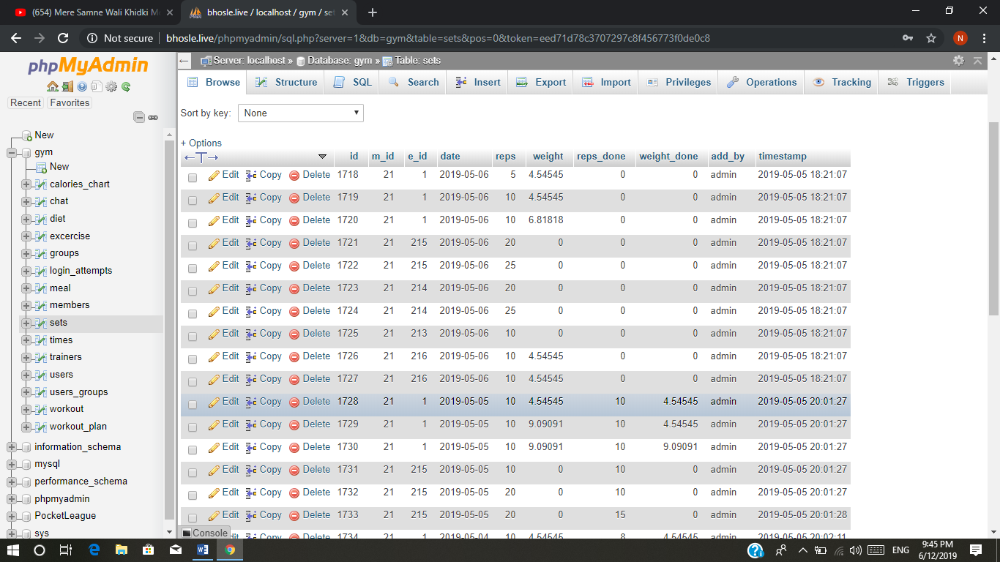 (654) Mere Samne Wali Khidki M
bhosle.live / localhost / gym / set
Not secure | bhosle.live/phpmyadmin/sql.php?server=1&db=gym&table=sets&pos=0&token=eed71d78c3707297c8f456773f0de0c8
N
phpMyAdmin
Recent Favorites
New
gym
New
calories_chart
chat
diet
excercise
groups
login_attempts
meal
members
sets
times
trainers
users
users_groups
workout
workout_plan
information_schema
mysql
performance_schema
phpmyadmin
PocketLeague
sys
Server: localhost » Database: gym » Table: sets
Browse Structure SQL Search Insert Export Import Privileges Operations Tracking Triggers
Sort by key: None
+ Options
id m_id e_id date reps weight reps_done weight_done add_by timestamp
Edit Copy Delete 1718 21 1 2019-05-06 5 4.54545 0 0 admin 2019-05-05 18:21:07
Edit Copy Delete 1719 21 1 2019-05-06 10 4.54545 0 0 admin 2019-05-05 18:21:07
Edit Copy Delete 1720 21 1 2019-05-06 10 6.81818 0 0 admin 2019-05-05 18:21:07
Edit Copy Delete 1721 21 215 2019-05-06 20 0 0 0 admin 2019-05-05 18:21:07
Edit Copy Delete 1722 21 215 2019-05-06 25 0 0 0 admin 2019-05-05 18:21:07
Edit Copy Delete 1723 21 214 2019-05-06 20 0 0 0 admin 2019-05-05 18:21:07
Edit Copy Delete 1724 21 214 2019-05-06 25 0 0 0 admin 2019-05-05 18:21:07
Edit Copy Delete 1725 21 213 2019-05-06 10 0 0 0 admin 2019-05-05 18:21:07
Edit Copy Delete 1726 21 216 2019-05-06 10 4.54545 0 0 admin 2019-05-05 18:21:07
Edit Copy Delete 1727 21 216 2019-05-06 10 4.54545 0 0 admin 2019-05-05 18:21:07
Edit Copy Delete 1728 21 1 2019-05-05 10 4.54545 10 4.54545 admin 2019-05-05 20:01:27
Edit Copy Delete 1729 21 1 2019-05-05 10 9.09091 10 4.54545 admin 2019-05-05 20:01:27
Edit Copy Delete 1730 21 1 2019-05-05 10 9.09091 10 9.09091 admin 2019-05-05 20:01:27
Edit Copy Delete 1731 21 215 2019-05-05 10 0 10 0 admin 2019-05-05 20:01:27
Edit Copy Delete 1732 21 215 2019-05-05 20 0 10 0 admin 2019-05-05 20:01:27
Edit Copy Delete 1733 21 215 2019-05-05 20 0 15 0 admin 2019-05-05 20:01:28
Edit Copy Delete 1734 21 1 2019-05-04 10 4.54545 8 4.54545 admin 2019-05-05 20:02:11
Console
ENG
9:45 PM
6/12/2019